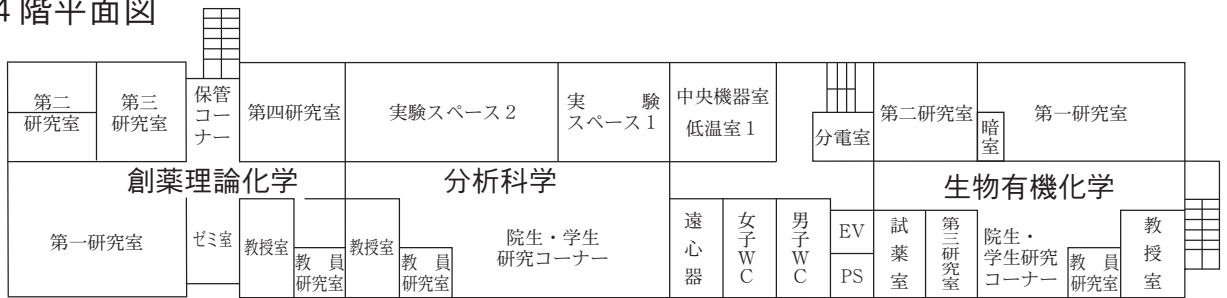 4階平面図
第二
研究室
第三
研究室
保管
コー
ナー
第四研究室
実験スペース2
実験
スペース1
中央機器室
低温室1
分電室
第二研究室
暗室
第一研究室
創薬理論化学
分析科学
生物有機化学
第一研究室
ゼミ室
教授室
教員
研究室
教授室
教員
研究室
院生・学生
研究コーナー
遠心器
女子WC
男子WC
EV
PS
試薬室
第三研究室
院生・
学生研究
コーナー
教員
研究室
教授室